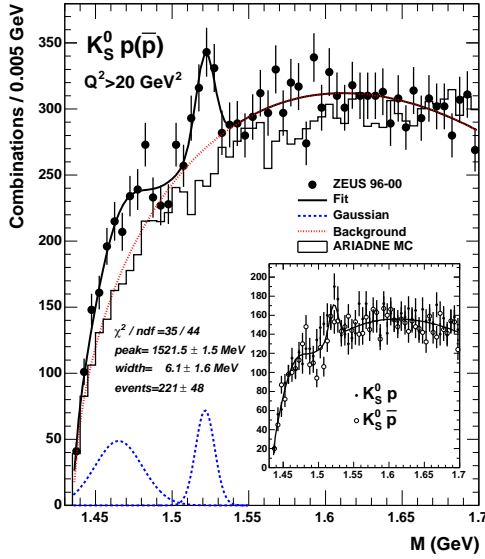 Combinations / 0.005 GeV
350
300
250
200
150
100
50
0
K⁰_S p(p̄)
Q²>20 GeV²
ZEUS 96-00
Fit
Gaussian
Background
ARIADNE MC
χ² / ndf =35 / 44
peak= 1521.5 ± 1.5 MeV
width= 6.1± 1.6 MeV
events=221± 48
200
180
160
140
120
100
80
60
40
20
0
K⁰_S p
K⁰_S p̄
1.45 1.5 1.55 1.6 1.65 1.7
1.45 1.5 1.55 1.6 1.65 1.7
M (GeV)